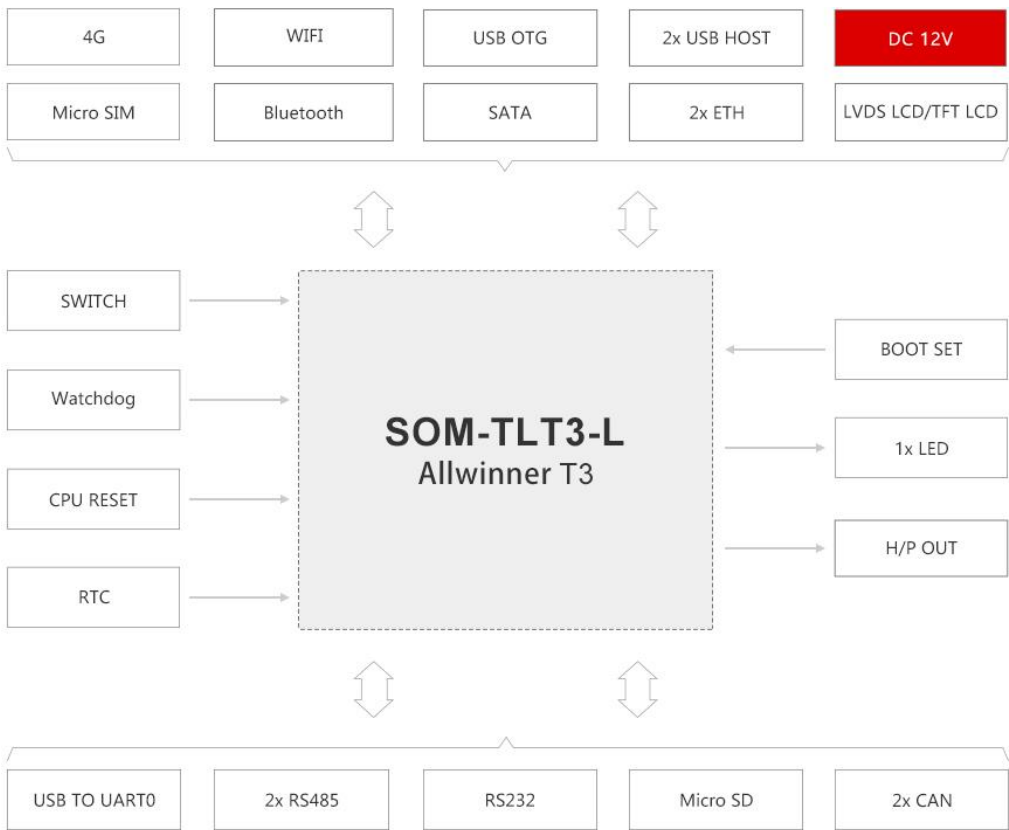 4G
WIFI
USB OTG
2x USB HOST
DC 12V
Micro SIM
Bluetooth
SATA
2x ETH
LVDS LCD/TFT LCD
SWITCH
Watchdog
CPU RESET
RTC
SOM-TLT3-L
Allwinner T3
BOOT SET
1x LED
H/P OUT
USB TO UART0
2x RS485
RS232
Micro SD
2x CAN